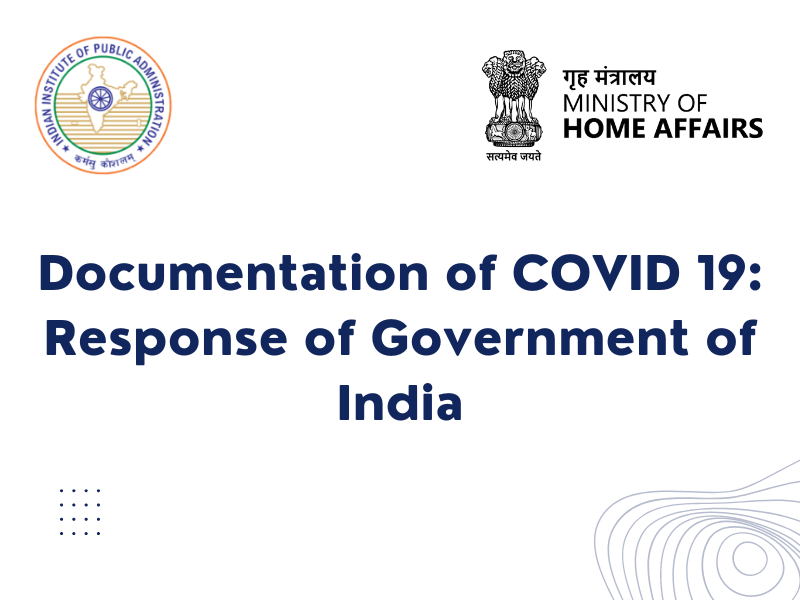 INDIAN INSTITUTE OF PUBLIC ADMINISTRATION
कर्मसु कौशलम्
सत्यमेव जयते
गृह मंत्रालय
MINISTRY OF
HOME AFFAIRS
Documentation of COVID 19:
Response of Government of
India